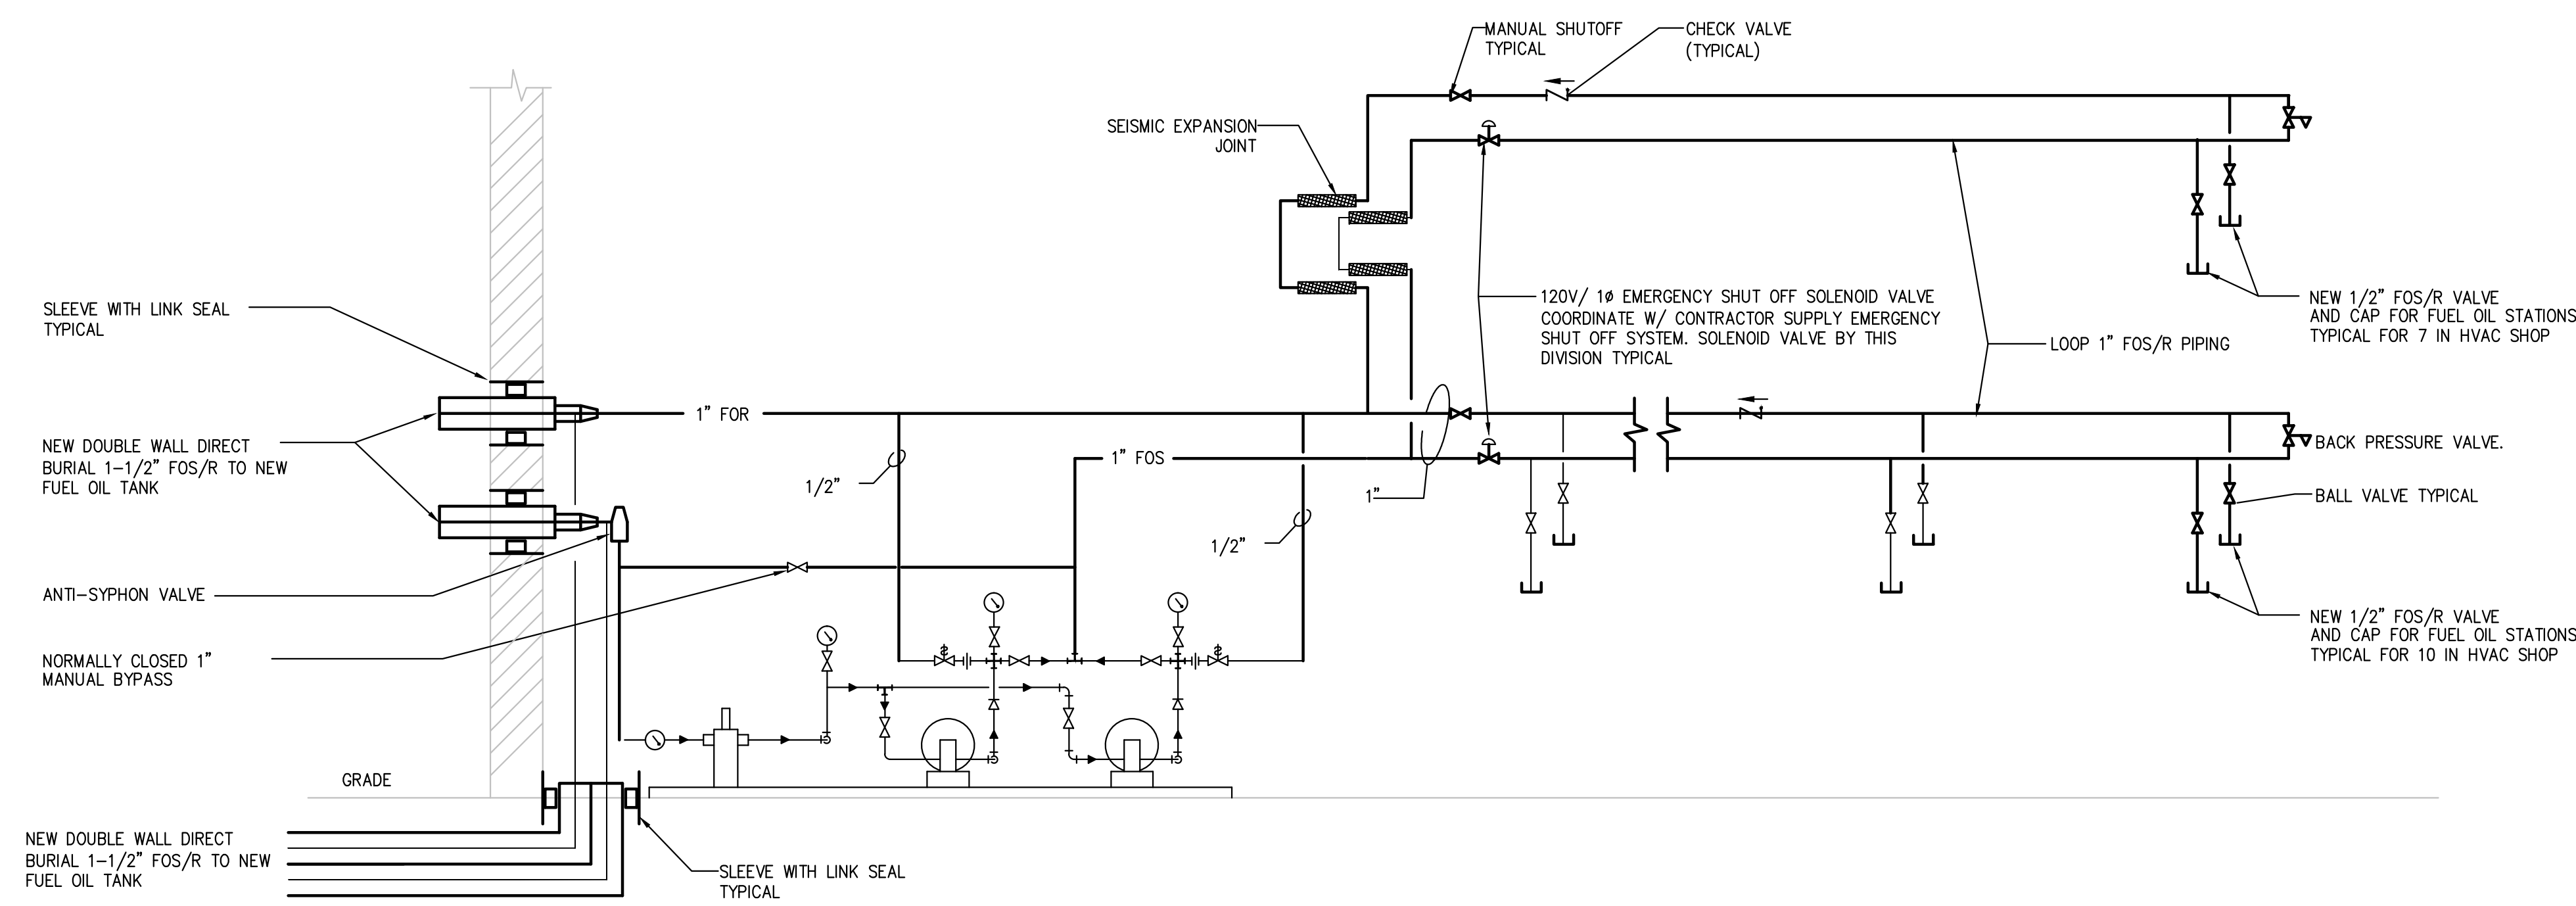 MANUAL SHUTOFF
TYPICAL
CHECK VALVE
(TYPICAL)
SEISMIC EXPANSION
JOINT
SLEEVE WITH LINK SEAL
TYPICAL
120V/ 1ø EMERGENCY SHUT OFF SOLENOID VALVE
COORDINATE W/ CONTRACTOR SUPPLY EMERGENCY
SHUT OFF SYSTEM. SOLENOID VALVE BY THIS
DIVISION TYPICAL
NEW 1/2" FOS/R VALVE
AND CAP FOR FUEL OIL STATIONS
TYPICAL FOR 7 IN HVAC SHOP
LOOP 1" FOS/R PIPING
1" FOR
NEW DOUBLE WALL DIRECT
BURIAL 1-1/2" FOS/R TO NEW
FUEL OIL TANK
1" FOS
BACK PRESSURE VALVE.
1/2"
1"
BALL VALVE TYPICAL
1/2"
ANTI-SYPHON VALVE
NEW 1/2" FOS/R VALVE
AND CAP FOR FUEL OIL STATIONS
TYPICAL FOR 10 IN HVAC SHOP
NORMALLY CLOSED 1"
MANUAL BYPASS
GRADE
NEW DOUBLE WALL DIRECT
BURIAL 1-1/2" FOS/R TO NEW
FUEL OIL TANK
SLEEVE WITH LINK SEAL
TYPICAL